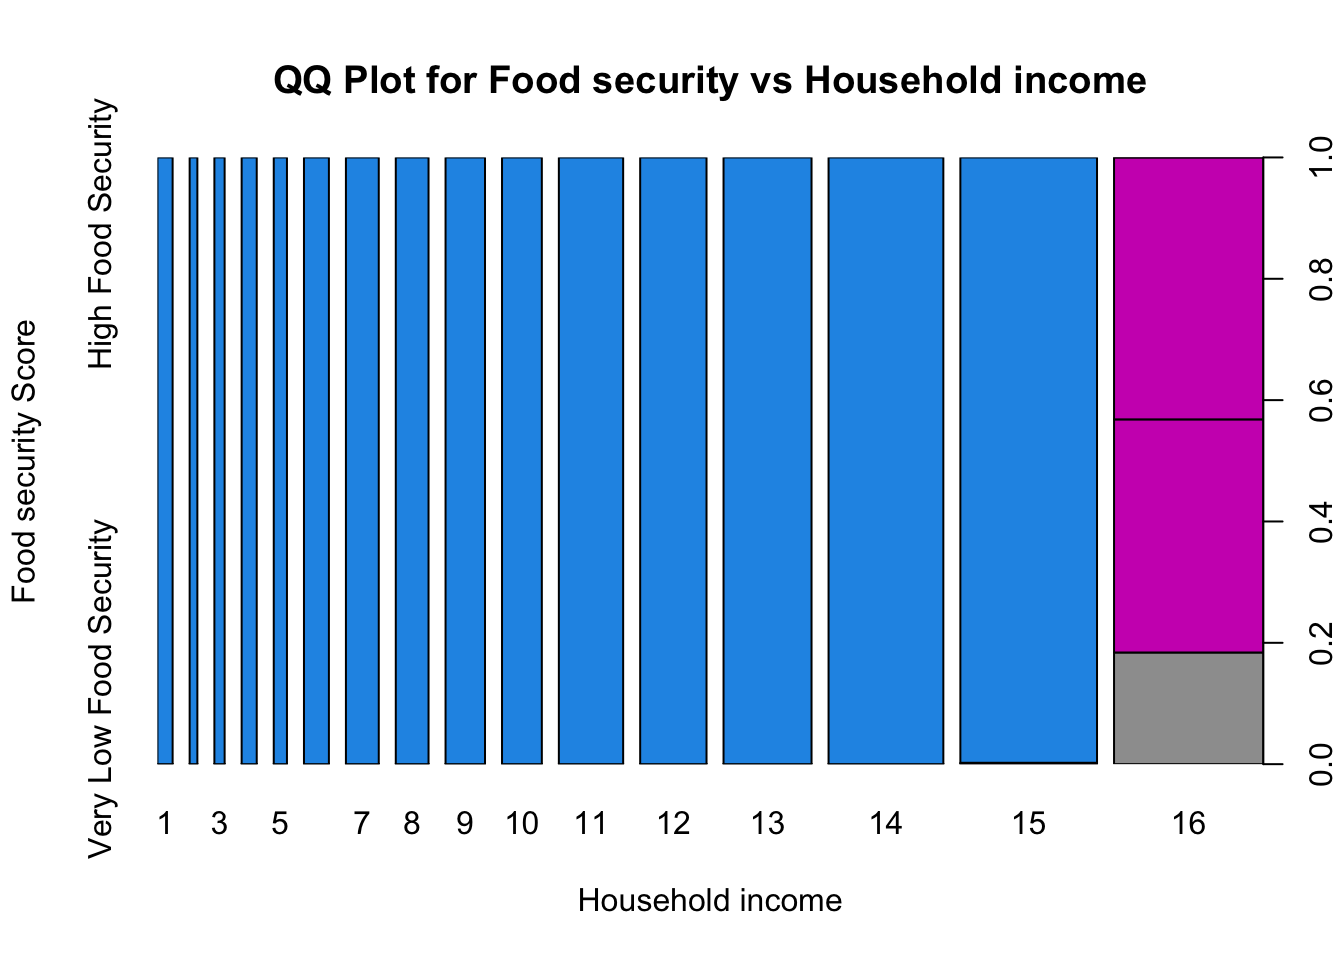 QQ Plot for Food security vs Household income
Food security Score
High Food Security
Very Low Food Security
1.0
0.8
0.6
0.4
0.2
0.0
1 3 5 7 8 9 10 11 12 13 14 15 16
Household income